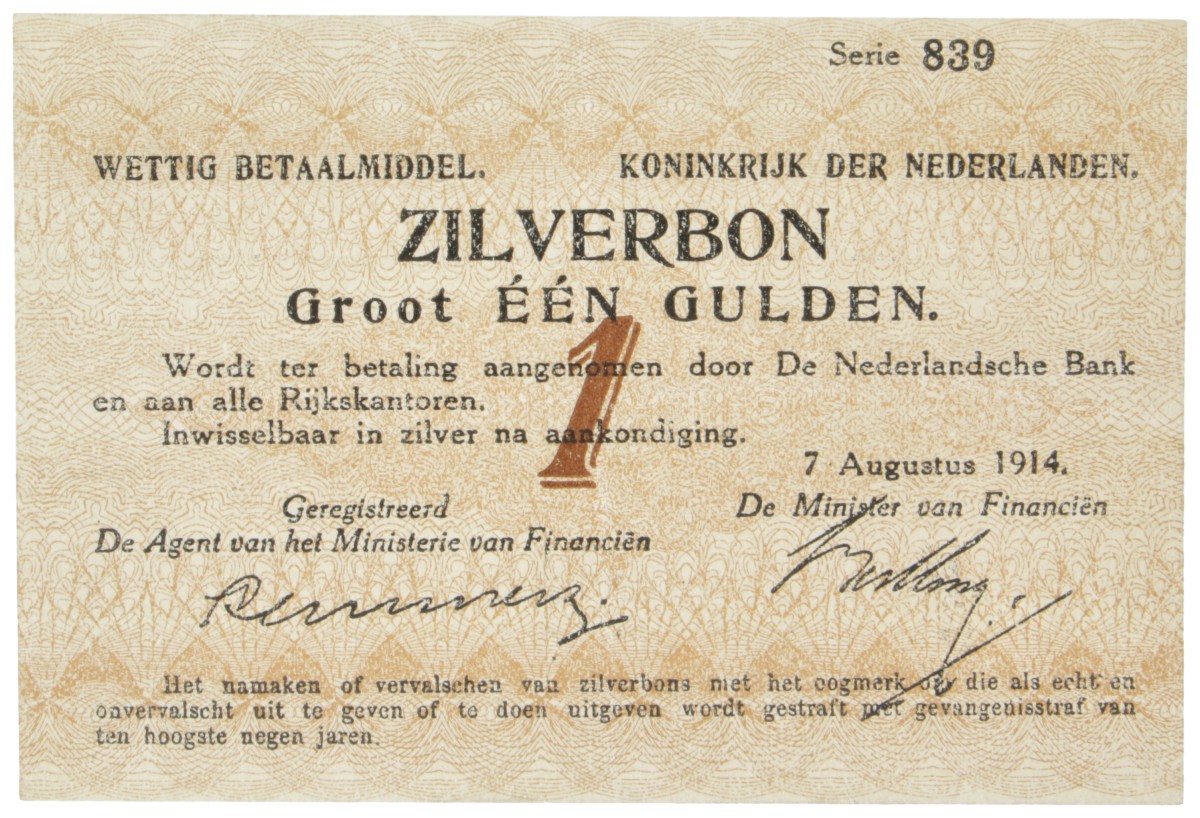 Serie 839
WETTIG BETAALMIDDEL. KONINKRIJK DER NEDERLANDEN.
ZILVERBON
Groot ÉÉN GULDEN.
1
Wordt ter betaling aangenomen door De Nederlandsche Bank
en aan alle Rijkskantoren.
Inwisselbaar in zilver na aankondiging.
7 Augustus 1914.
Geregistreerd
De Agent van het Ministerie van Financiën
De Minister van Financiën
Het namaken of vervalschen van zilverbons met het oogmerk om die als echt en
onvervalscht uit te geven of te doen uitgeven wordt gestraft met gevangenisstraf van
ten hoogste negen jaren.